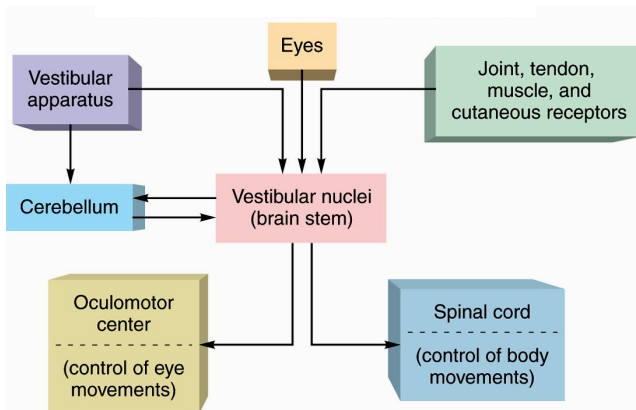 Eyes
Vestibular
apparatus
Joint, tendon,
muscle, and
cutaneous receptors
Cerebellum
Vestibular nuclei
(brain stem)
Oculomotor
center
(control of eye
movements)
Spinal cord
(control of body
movements)